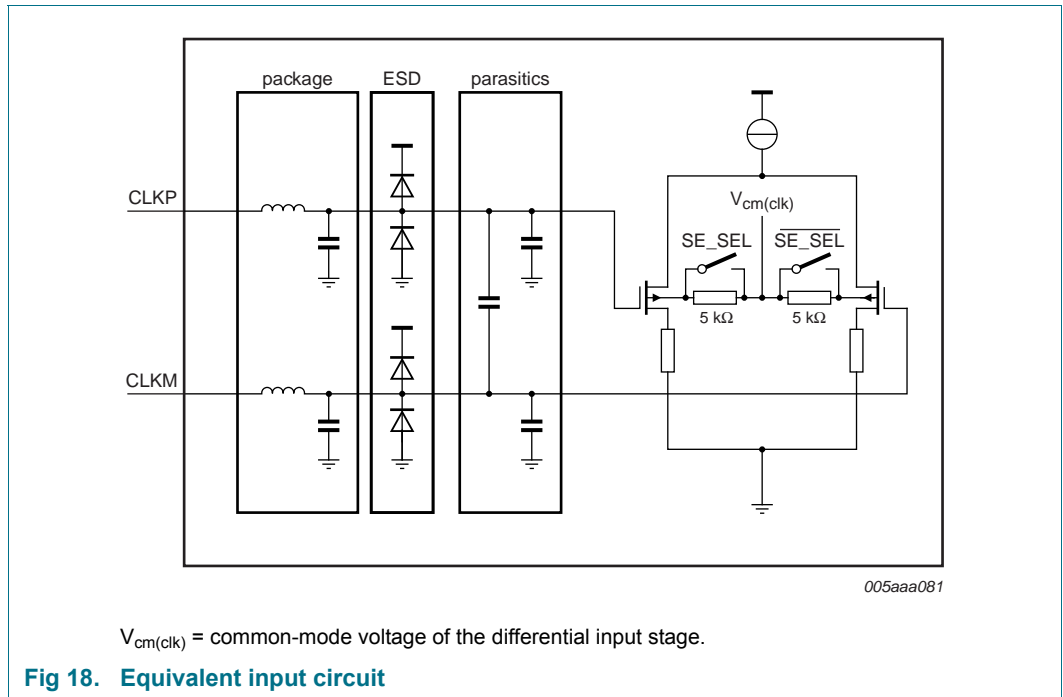 package ESD parasitics
CLKP
V_cm(clk)
SE_SEL S̅E̅_̅S̅E̅L̅
5 kΩ 5 kΩ
CLKM
005aaa081
V_cm(clk) = common-mode voltage of the differential input stage.
Fig 18. Equivalent input circuit